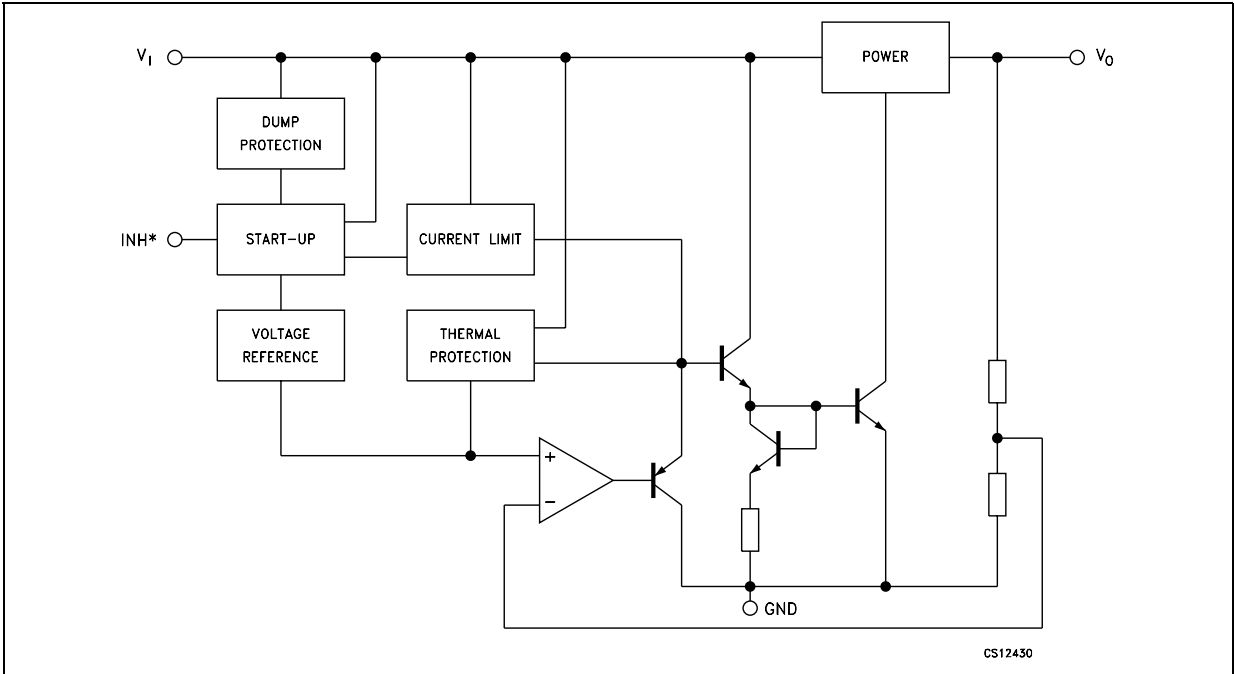 V_I
POWER
V_O
DUMP
PROTECTION
INH*
START-UP
CURRENT LIMIT
VOLTAGE
REFERENCE
THERMAL
PROTECTION
+
−
GND
CS12430